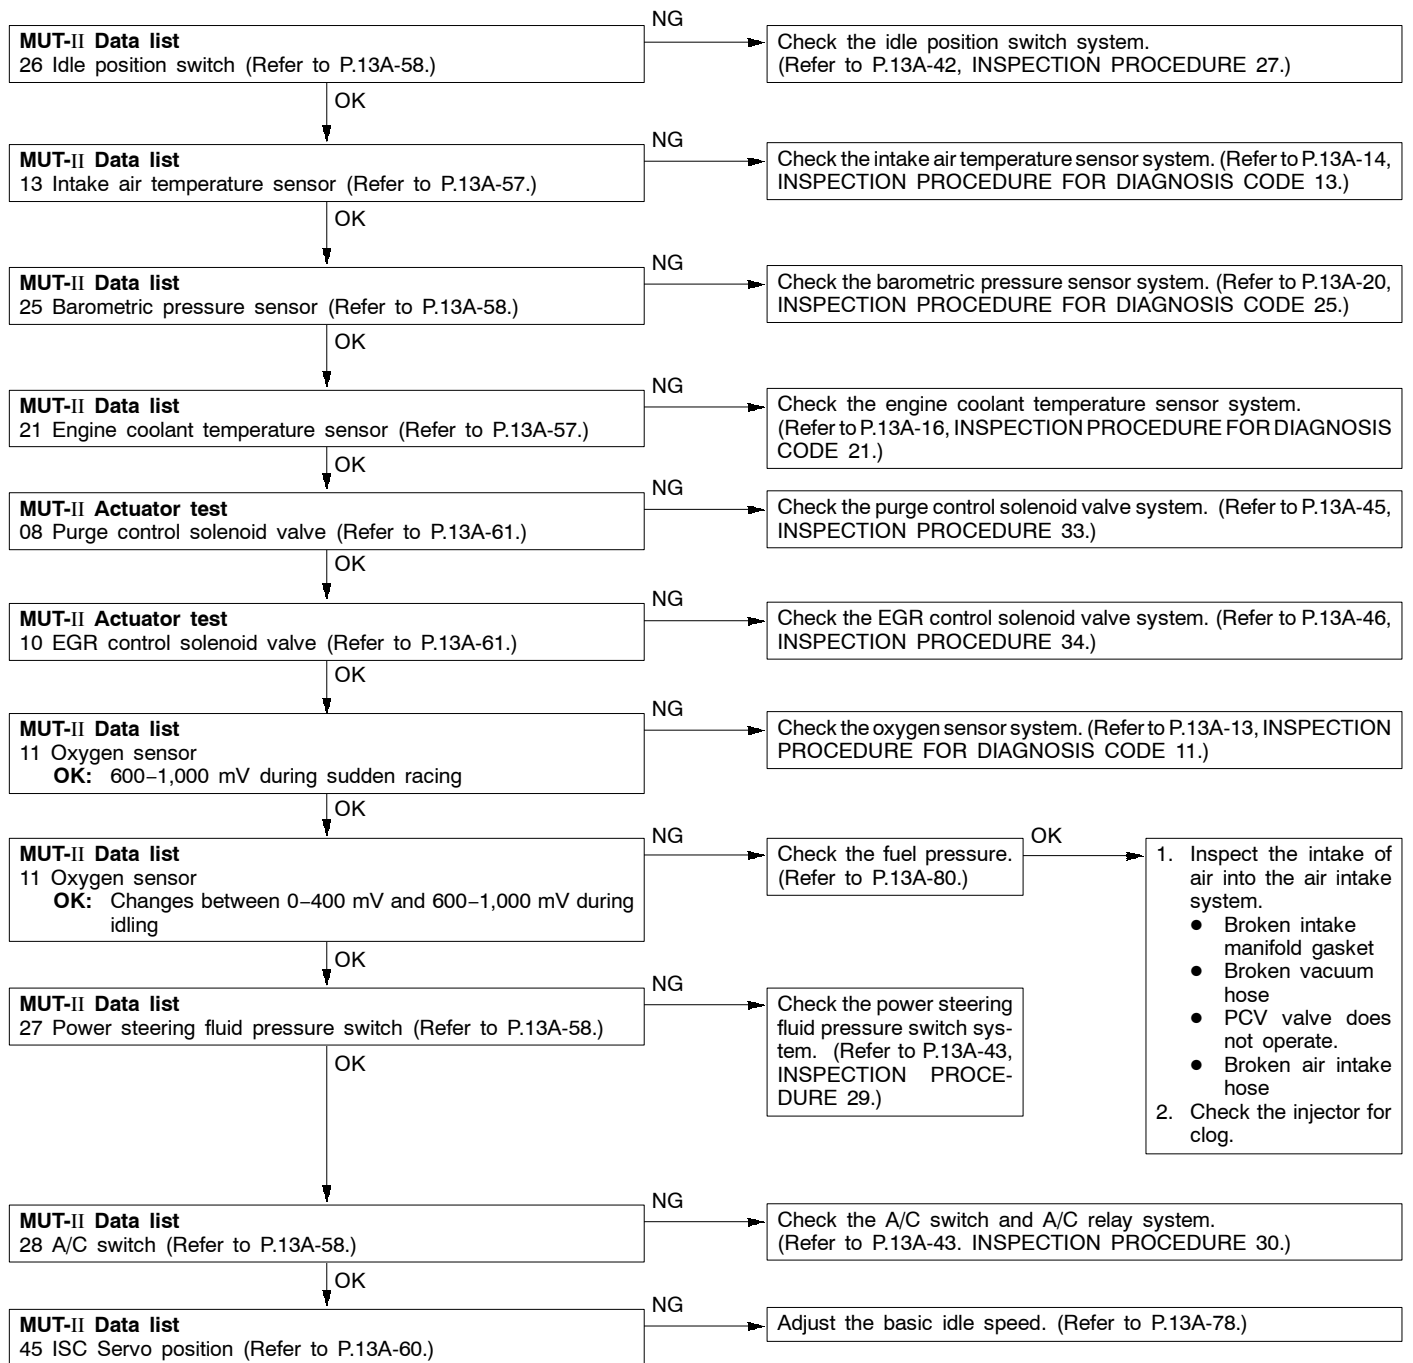 NG
MUT-II Data list
26 Idle position switch (Refer to P.13A-58.)
Check the idle position switch system.
(Refer to P.13A-42, INSPECTION PROCEDURE 27.)
OK
NG
MUT-II Data list
13 Intake air temperature sensor (Refer to P.13A-57.)
Check the intake air temperature sensor system. (Refer to P.13A-14,
INSPECTION PROCEDURE FOR DIAGNOSIS CODE 13.)
OK
NG
MUT-II Data list
25 Barometric pressure sensor (Refer to P.13A-58.)
Check the barometric pressure sensor system. (Refer to P.13A-20,
INSPECTION PROCEDURE FOR DIAGNOSIS CODE 25.)
OK
NG
MUT-II Data list
21 Engine coolant temperature sensor (Refer to P.13A-57.)
Check the engine coolant temperature sensor system.
(Refer to P.13A-16, INSPECTION PROCEDURE FOR DIAGNOSIS
CODE 21.)
OK
NG
MUT-II Actuator test
08 Purge control solenoid valve (Refer to P.13A-61.)
Check the purge control solenoid valve system. (Refer to P.13A-45,
INSPECTION PROCEDURE 33.)
OK
NG
MUT-II Actuator test
10 EGR control solenoid valve (Refer to P.13A-61.)
Check the EGR control solenoid valve system. (Refer to P.13A-46,
INSPECTION PROCEDURE 34.)
OK
NG
MUT-II Data list
11 Oxygen sensor
OK: 600–1,000 mV during sudden racing
Check the oxygen sensor system. (Refer to P.13A-13, INSPECTION
PROCEDURE FOR DIAGNOSIS CODE 11.)
OK
NG
MUT-II Data list
11 Oxygen sensor
OK: Changes between 0–400 mV and 600–1,000 mV during
idling
Check the fuel pressure.
(Refer to P.13A-80.)
OK
1. Inspect the intake of
air into the air intake
system.
● Broken intake
manifold gasket
● Broken vacuum
hose
● PCV valve does
not operate.
● Broken air intake
hose
2. Check the injector for
clog.
OK
NG
MUT-II Data list
27 Power steering fluid pressure switch (Refer to P.13A-58.)
Check the power steering
fluid pressure switch sys-
tem. (Refer to P.13A-43,
INSPECTION PROCE-
DURE 29.)
OK
NG
MUT-II Data list
28 A/C switch (Refer to P.13A-58.)
Check the A/C switch and A/C relay system.
(Refer to P.13A-43. INSPECTION PROCEDURE 30.)
OK
NG
MUT-II Data list
45 ISC Servo position (Refer to P.13A-60.)
Adjust the basic idle speed. (Refer to P.13A-78.)